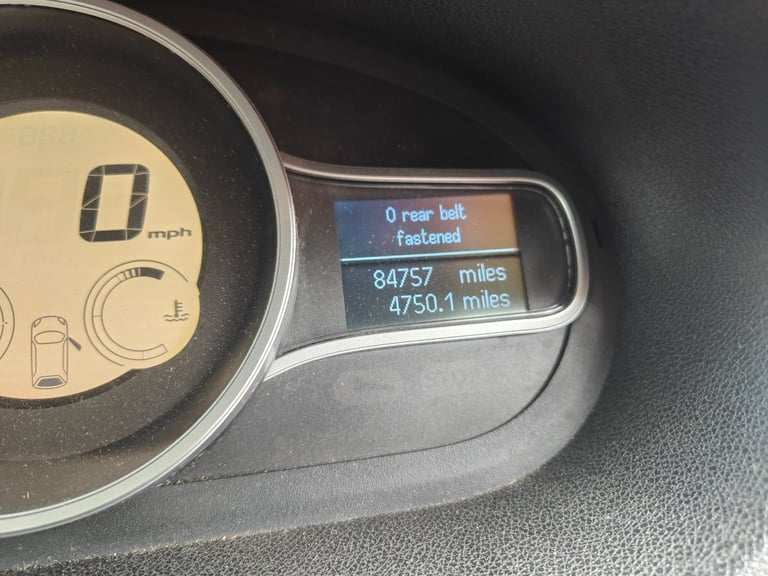 0 mph
0 rear belt
fastened
84757 miles
4750.1 miles